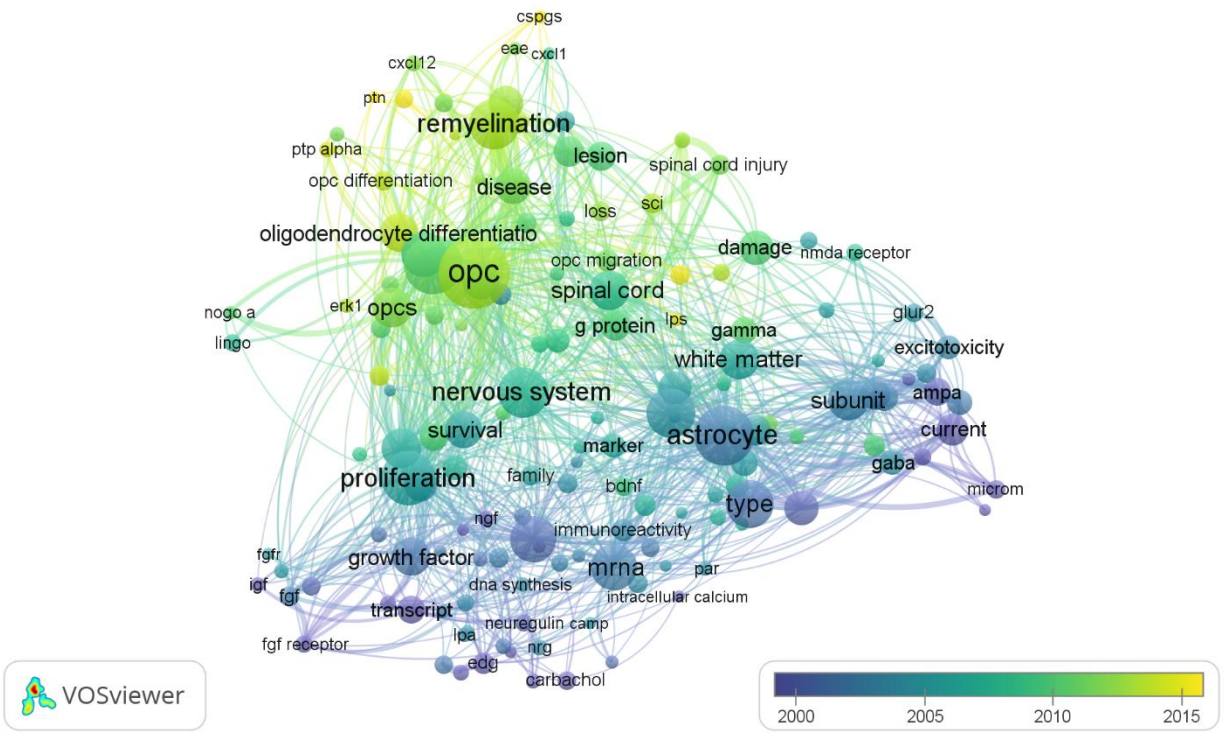 cspgs
eae
cxcl1
cxcl12
ptn
remyelination
ptp alpha
lesion
spinal cord injury
opc differentiation
disease
loss
sci
oligodendrocyte differentiatio
damage
nmda receptor
opc
opc migration
spinal cord
nogo a
erk1
opcs
g protein
lps
gamma
glur2
lingo
white matter
excitotoxicity
nervous system
subunit
ampa
survival
marker
astrocyte
current
gaba
proliferation
family
bdnf
microm
type
ngf
immunoreactivity
fgfr
growth factor
mrna
par
igf
fgf
dna synthesis
intracellular calcium
transcript
neuregulin
camp
fgf receptor
lpa
nrg
edg
carbachol
VOSviewer
2000
2005
2010
2015